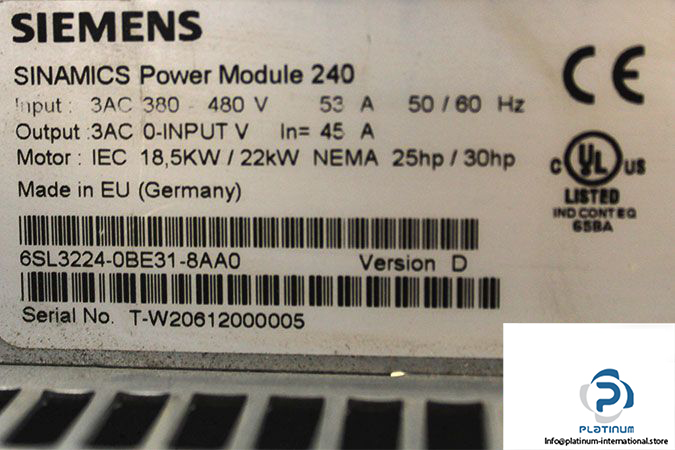 SIEMENS
SINAMICS Power Module 240
Input : 3AC 380 - 480 V 53 A 50 / 60 Hz
Output :3AC 0-INPUT V In= 45 A
Motor : IEC 18,5KW / 22kW NEMA 25hp / 30hp
Made in EU (Germany)
6SL3224-0BE31-8AA0 Version D
Serial No. T-W20612000005
CE
C UL US
LISTED
IND CONT EQ
65BA
PLATINUM
Info@platinum-international.store